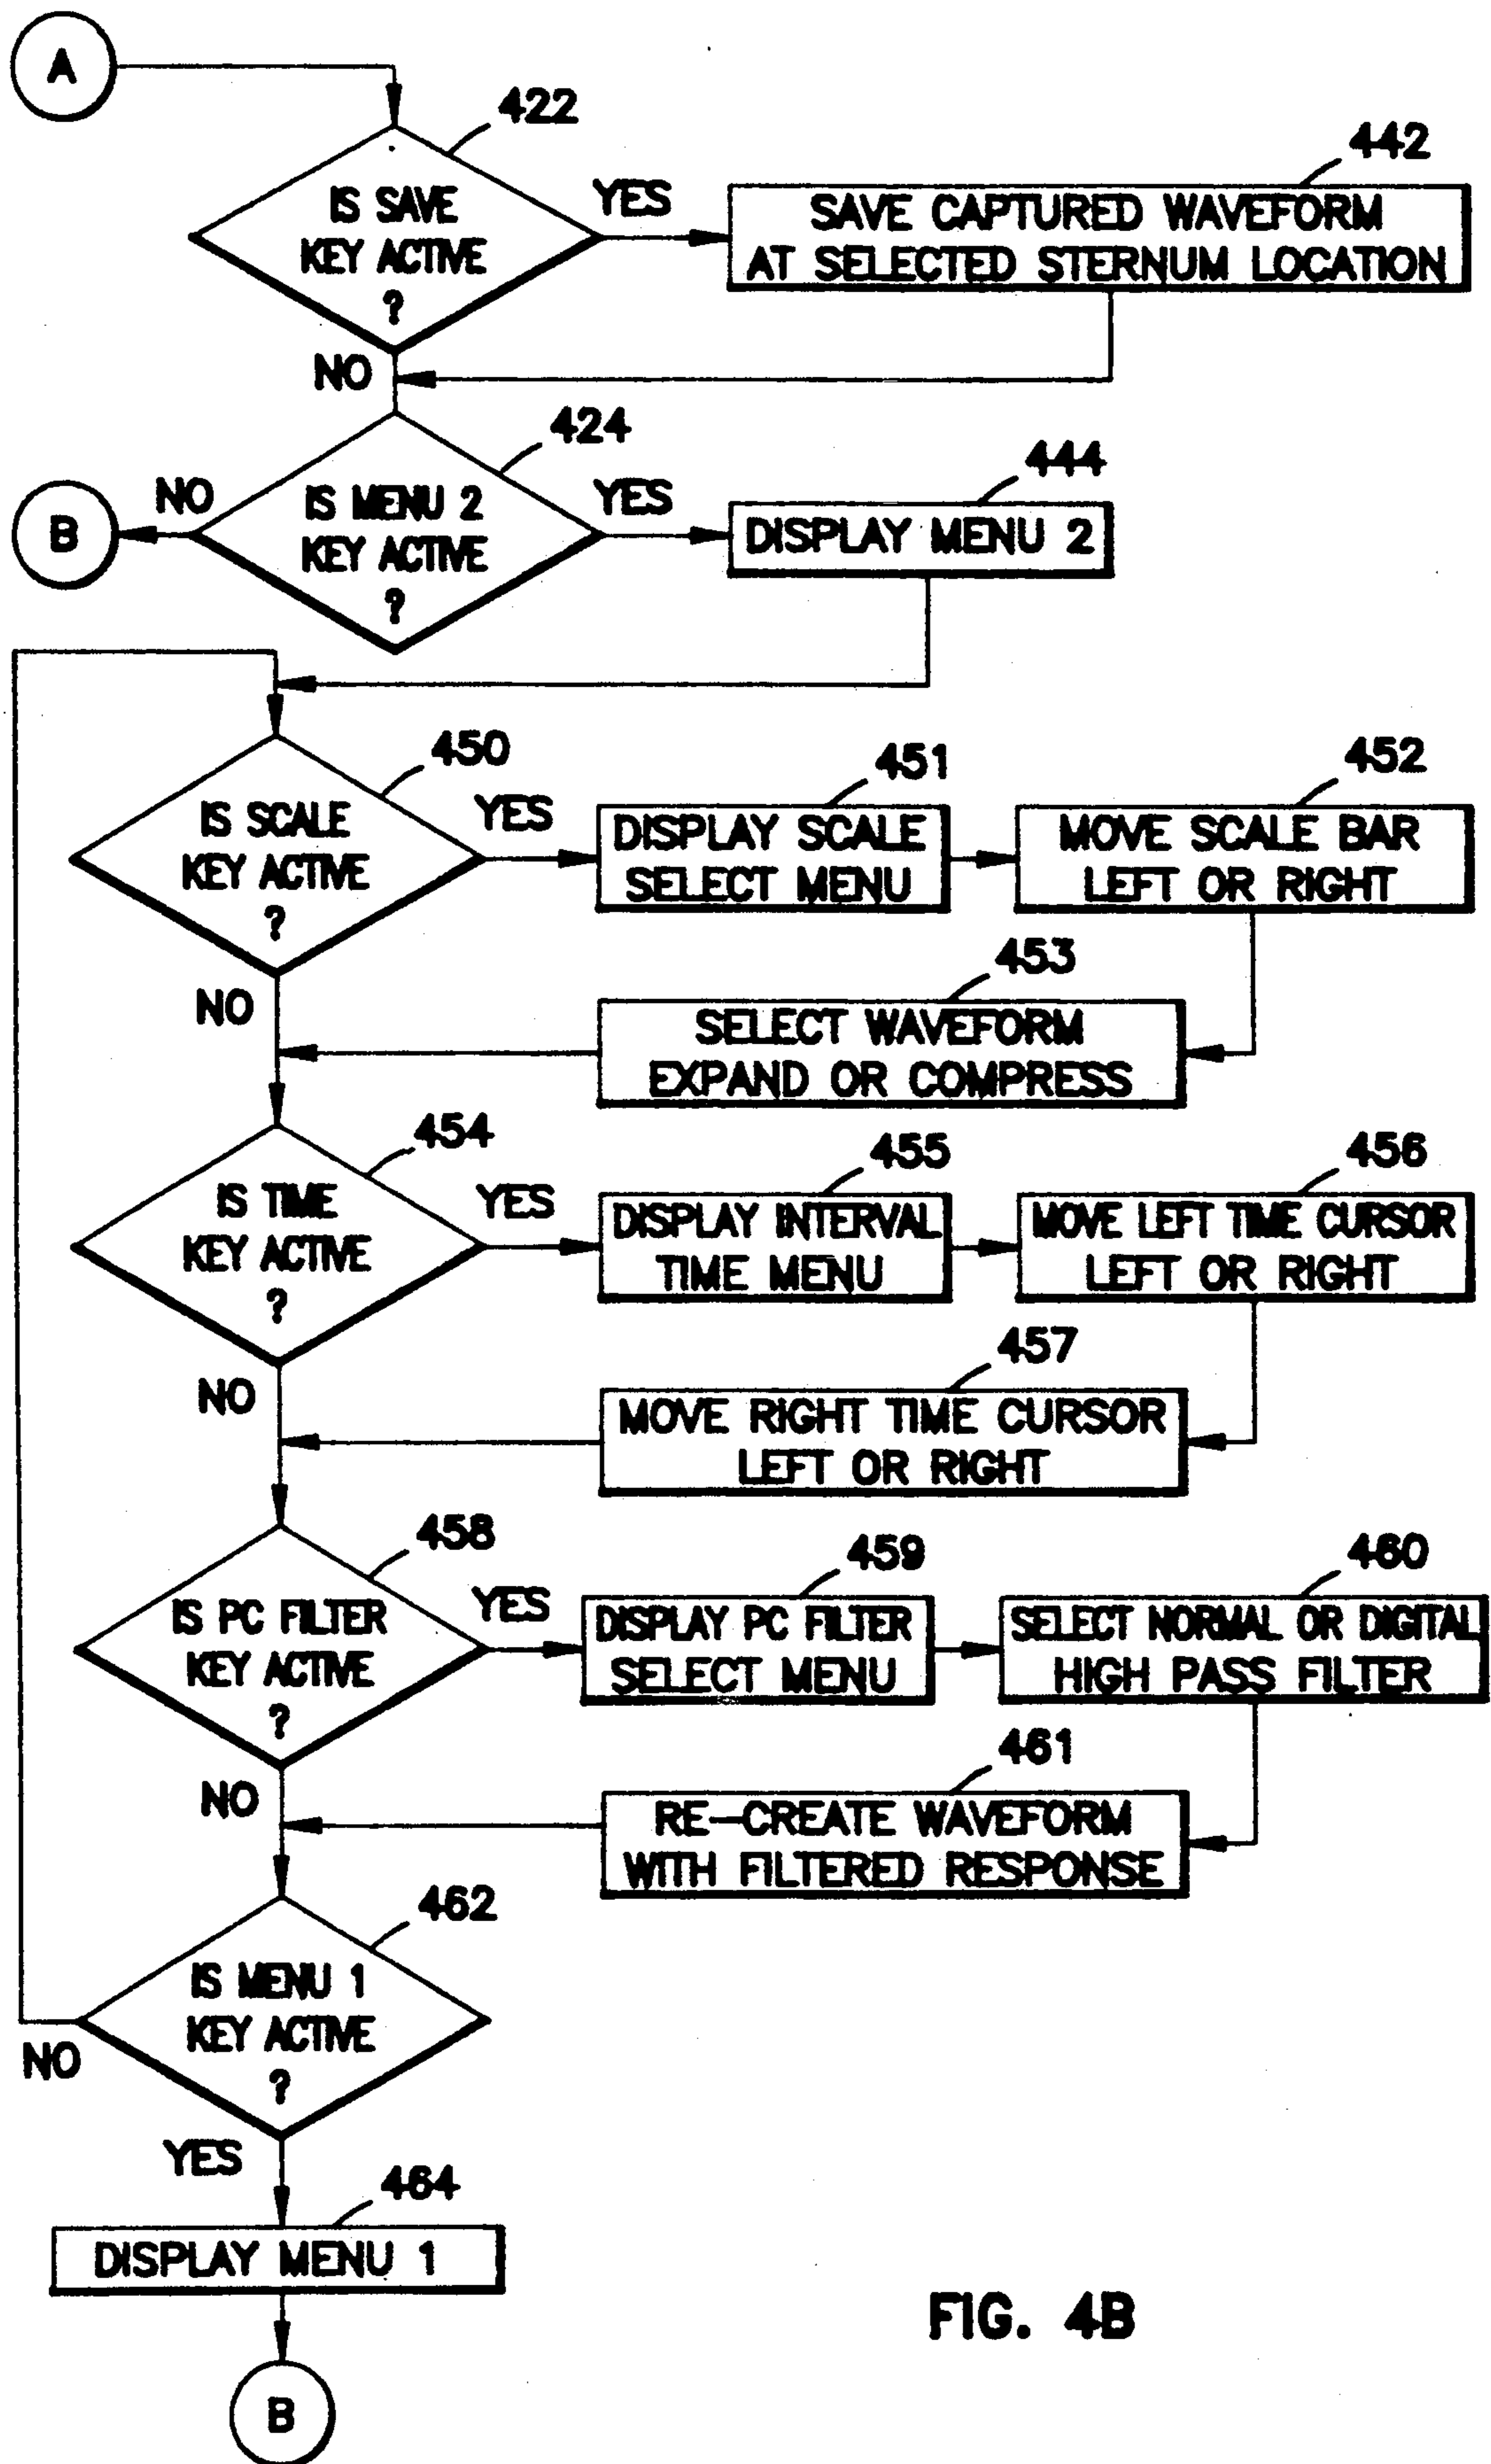 A
422
IS SAVE
KEY ACTIVE
?
YES
442
SAVE CAPTURED WAVEFORM
AT SELECTED STERNUM LOCATION
NO
424
IS MENU 2
KEY ACTIVE
?
NO
B
YES
444
DISPLAY MENU 2
450
IS SCALE
KEY ACTIVE
?
YES
451
DISPLAY SCALE
SELECT MENU
452
MOVE SCALE BAR
LEFT OR RIGHT
NO
453
SELECT WAVEFORM
EXPAND OR COMPRESS
454
IS TIME
KEY ACTIVE
?
YES
455
DISPLAY INTERVAL
TIME MENU
456
MOVE LEFT TIME CURSOR
LEFT OR RIGHT
NO
457
MOVE RIGHT TIME CURSOR
LEFT OR RIGHT
458
IS PC FILTER
KEY ACTIVE
?
YES
459
DISPLAY PC FILTER
SELECT MENU
460
SELECT NORMAL OR DIGITAL
HIGH PASS FILTER
NO
461
RE-CREATE WAVEFORM
WITH FILTERED RESPONSE
462
IS MENU 1
KEY ACTIVE
?
NO
YES
464
DISPLAY MENU 1
B
FIG. 4B